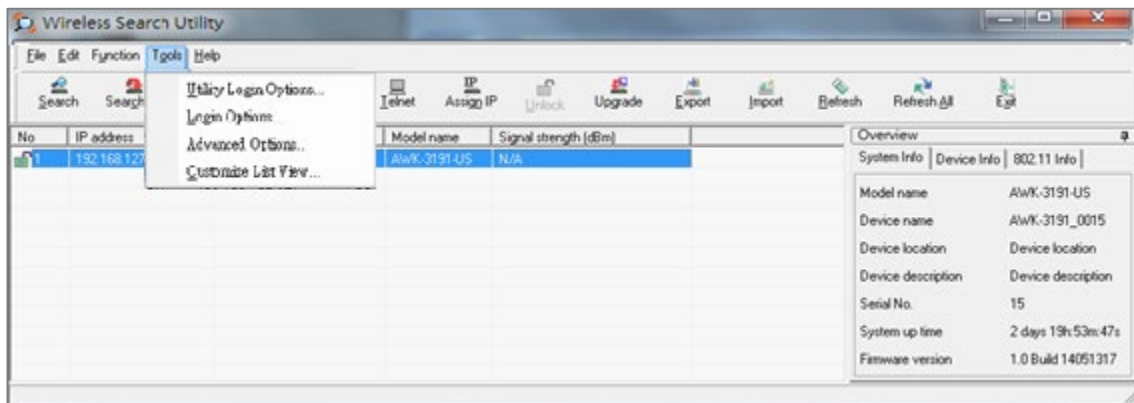 Wireless Search Utility
File Edit Function Tools Help
Utility Login Options...
Login Options
Advanced Options...
Customize List View...
Search Search Telnet Assign IP Unlock Upgrade Export Import Refresh Refresh All Exit
No IP address Model name Signal strength (dBm)
1 192.168.127 AWK-3191-US N/A
Overview
System Info Device Info 802.11 Info
Model name AWK-3191-US
Device name AWK-3191_0015
Device location Device location
Device description Device description
Serial No. 15
System up time 2 days 19h:53m:47s
Firmware version 1.0 Build 14051317